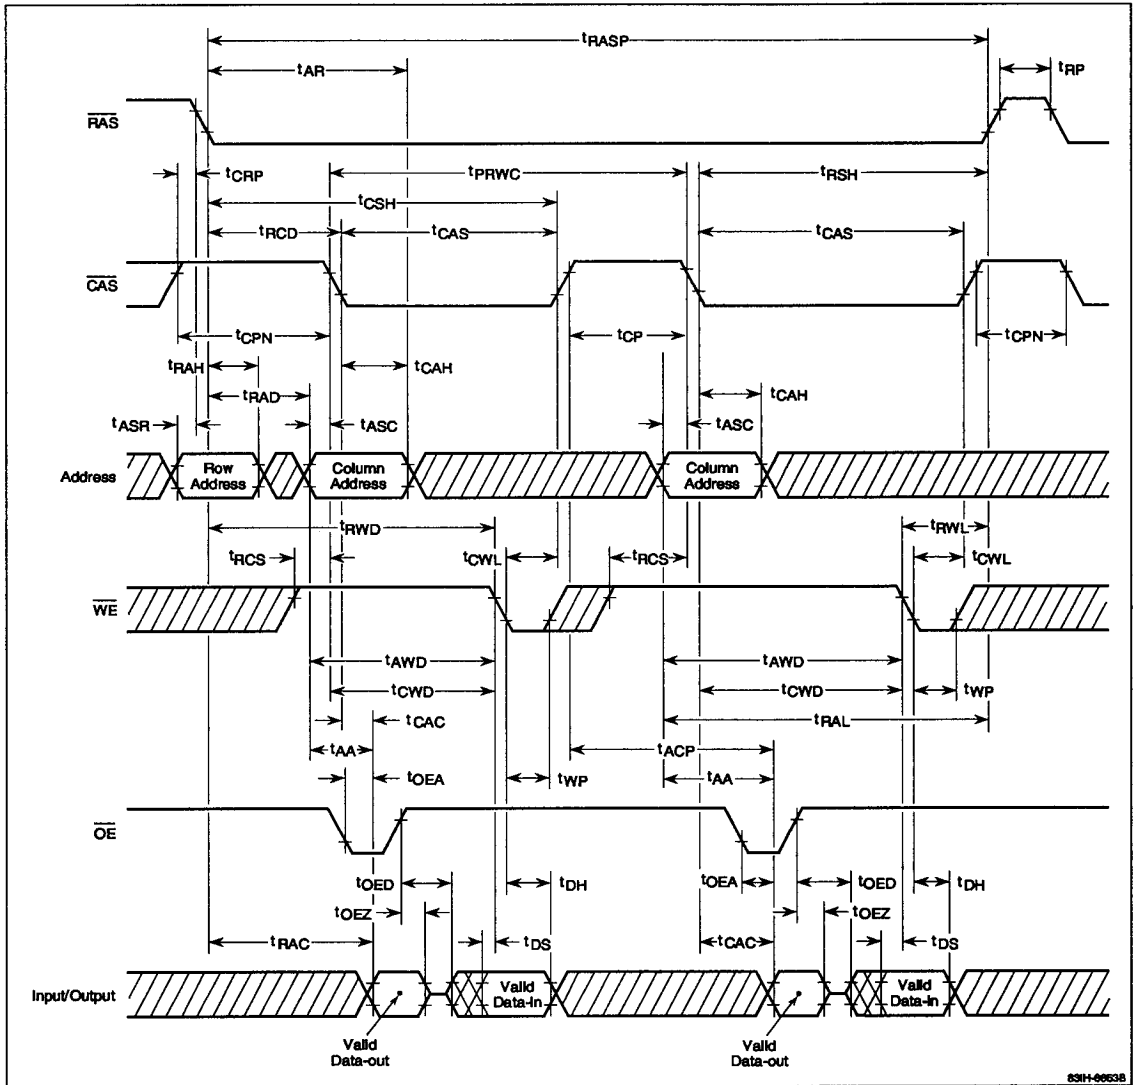 tRASP
tAR
tRP
RAS
tCRP
tPRWC
tRSH
tCSH
tRCD
tCAS
tCAS
CAS
tCPN
tCP
tCPN
tRAH
tCAH
tRAD
tCAH
tASR
tASC
tASC
Address
Row
Address
Column
Address
Column
Address
tRWD
tRWL
tRCS
tCWL
tRCS
tCWL
WE
tAWD
tAWD
tCWD
tCWD
tWP
tCAC
tRAL
tAA
tACP
tOEA
tWP
tAA
OE
tOED
tDH
tOEA
tOED
tDH
tOEZ
tOEZ
tRAC
tDS
tCAC
tDS
Input/Output
Valid
Data-In
Valid
Data-In
Valid
Data-out
Valid
Data-out
83IH-6653B